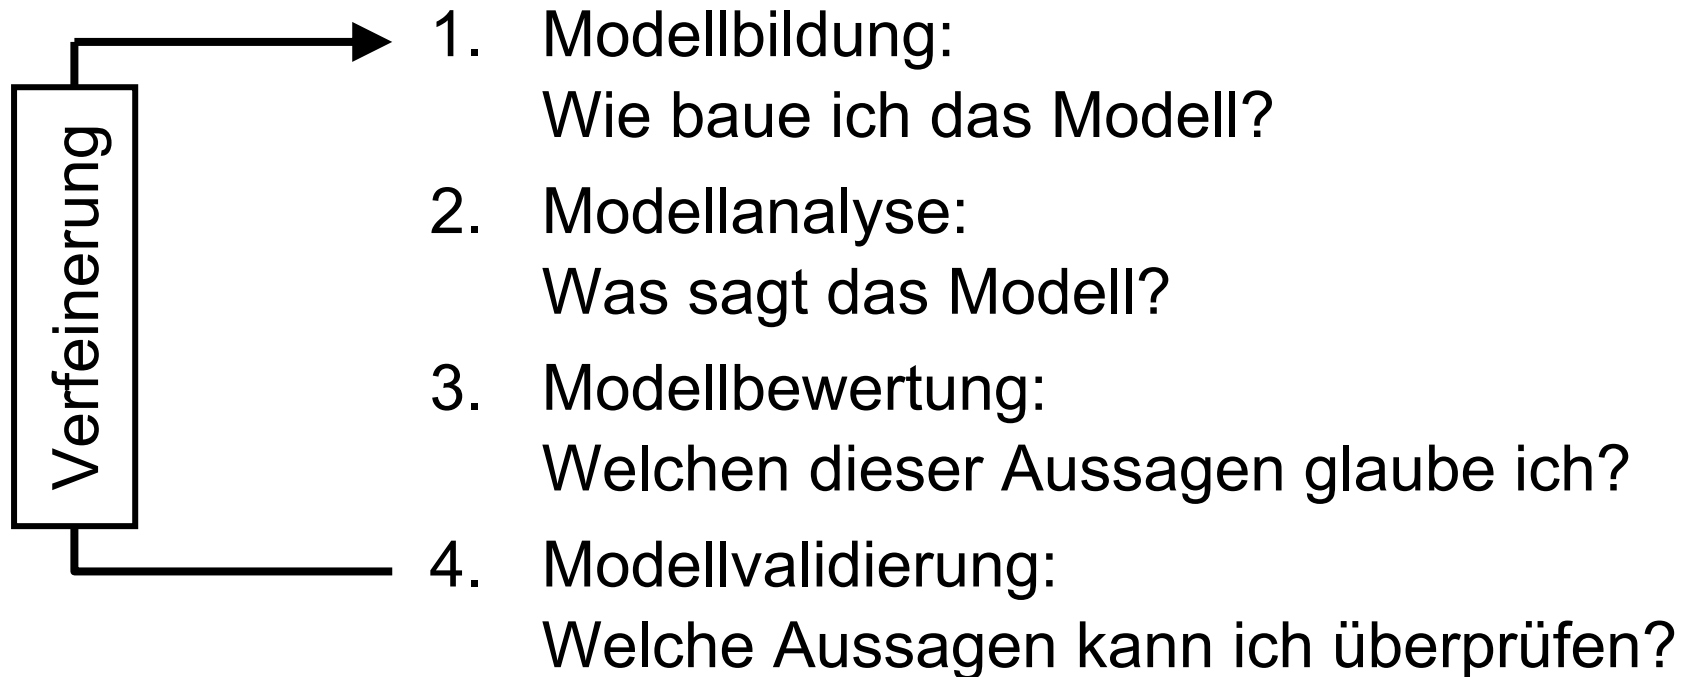 Verfeinerung
1. Modellbildung:
Wie baue ich das Modell?
2. Modellanalyse:
Was sagt das Modell?
3. Modellbewertung:
Welchen dieser Aussagen glaube ich?
4. Modellvalidierung:
Welche Aussagen kann ich überprüfen?